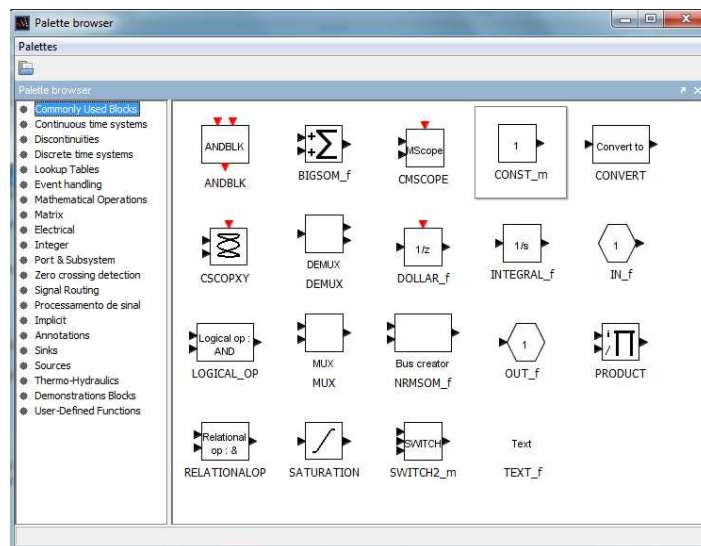 Palette browser
Palettes
Palette browser
Commonly Used Blocks
Continuous time systems
Discontinuities
Discrete time systems
Lookup Tables
Event handling
Mathematical Operations
Matrix
Electrical
Integer
Port & Subsystem
Zero crossing detection
Signal Routing
Processamento de sinal
Implicit
Annotations
Sinks
Sources
Thermo-Hydraulics
Demonstrations Blocks
User-Defined Functions
ANDBLK
ANDBLK
+
+
Σ
BIGSOM_f
MScope
CMSCOPE
1
CONST_m
Convert to
CONVERT
CSCOPXY
DEMUX
DEMUX
1/z
DOLLAR_f
1/s
INTEGRAL_f
1
IN_f
Logical op :
AND
LOGICAL_OP
MUX
MUX
Bus creator
NRMSOM_f
1
OUT_f
∏
PRODUCT
Relational
op : &
RELATIONALOP
SATURATION
SWITCH
SWITCH2_m
Text
TEXT_f